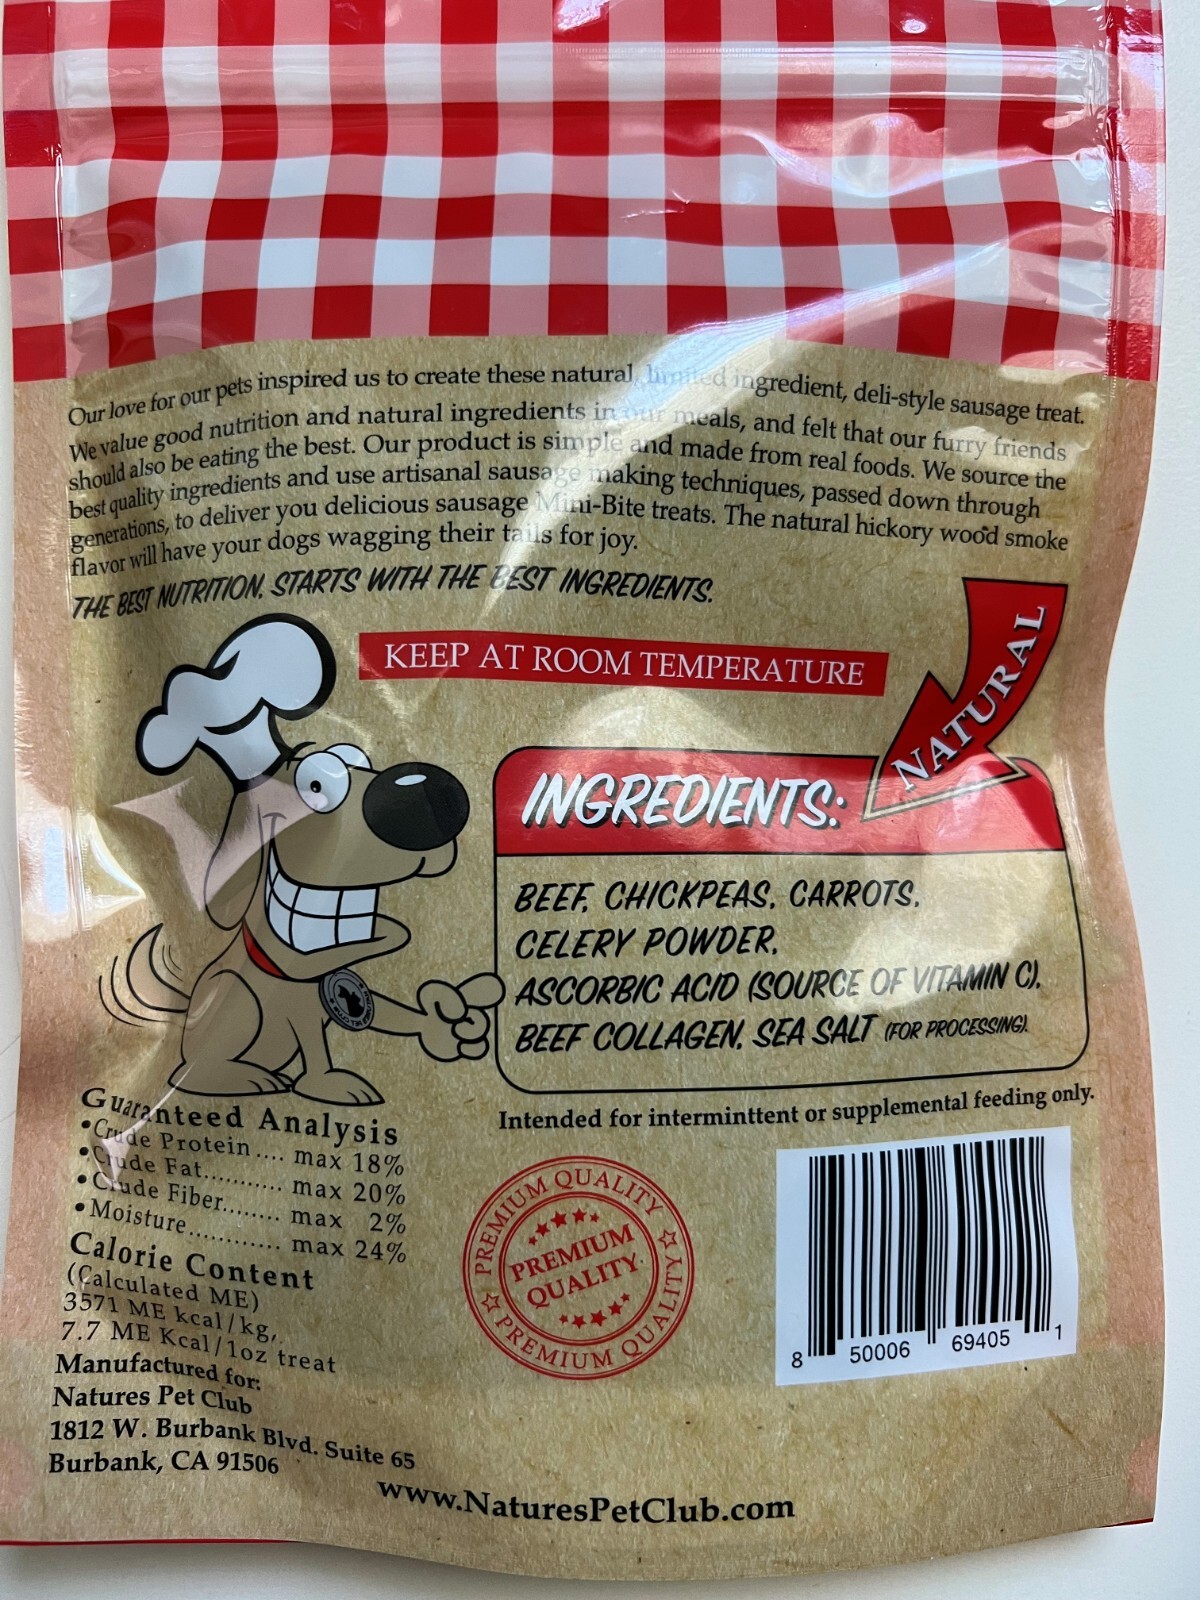 Our love for our pets inspired us to create these natural, limited ingredient, deli-style sausage treat.
We value good nutrition and natural ingredients in our meals, and felt that our furry friends
should also be eating the best. Our product is simple and made from real foods. We source the
best quality ingredients and use artisanal sausage making techniques, passed down through
generations, to deliver you delicious sausage Mini-Bite treats. The natural hickory wood smoke
flavor will have your dogs wagging their tails for joy.
THE BEST NUTRITION, STARTS WITH THE BEST INGREDIENTS.
KEEP AT ROOM TEMPERATURE
NATURAL
INGREDIENTS:
BEEF, CHICKPEAS, CARROTS,
CELERY POWDER,
ASCORBIC ACID (SOURCE OF VITAMIN C),
BEEF COLLAGEN, SEA SALT (FOR PROCESSING).
Intended for interminttent or supplemental feeding only.
Guaranteed Analysis
•Crude Protein.... max 18%
•Crude Fat............ max 20%
•Crude Fiber........ max 2%
•Moisture............. max 24%
Calorie Content
(Calculated ME)
3571 ME kcal/kg,
7.7 ME Kcal/1oz treat
Manufactured for:
Natures Pet Club
1812 W. Burbank Blvd. Suite 65
Burbank, CA 91506
www.NaturesPetClub.com
PREMIUM QUALITY
PREMIUM
QUALITY
PREMIUM QUALITY
8 50006 69405 1